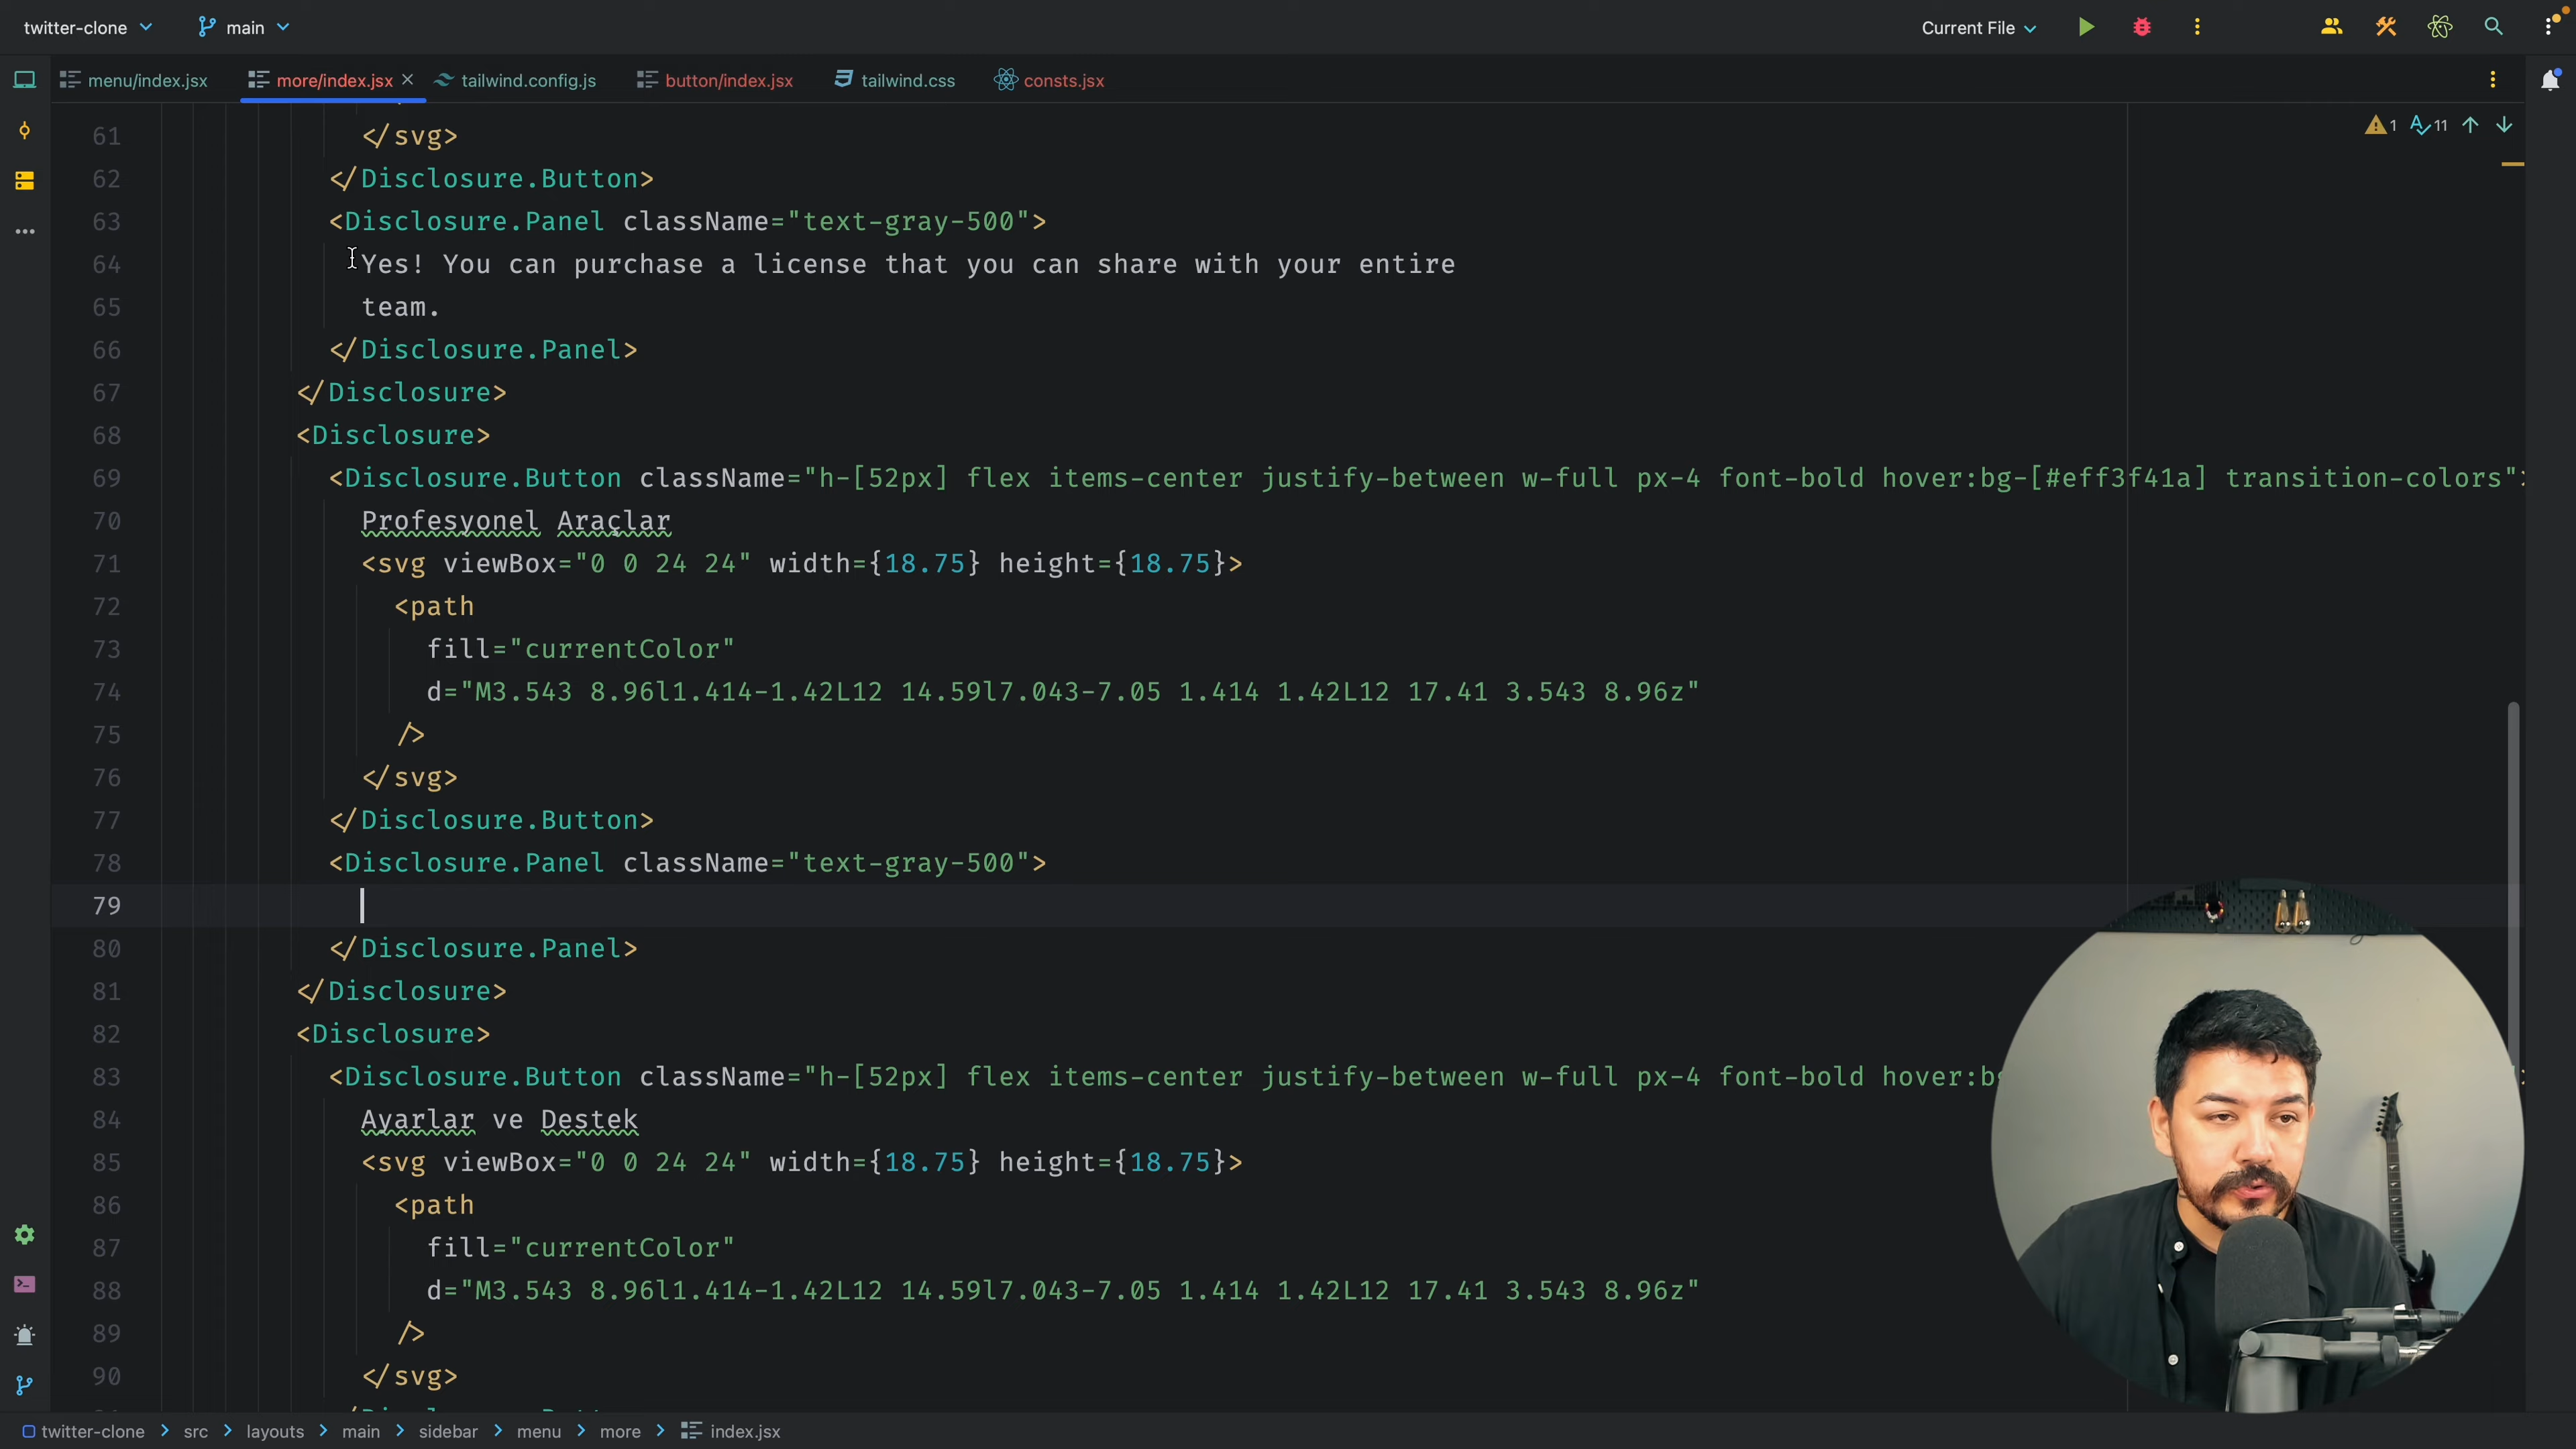 twitter-clone main Current File
menu/index.jsx more/index.jsx tailwind.config.js button/index.jsx tailwind.css consts.jsx
1 11
61 </svg>
62 </Disclosure.Button>
63 <Disclosure.Panel className="text-gray-500">
64 Yes! You can purchase a license that you can share with your entire
65 team.
66 </Disclosure.Panel>
67 </Disclosure>
68 <Disclosure>
69 <Disclosure.Button className="h-[52px] flex items-center justify-between w-full px-4 font-bold hover:bg-[#eff3f41a] transition-colors">
70 Profesyonel Araçlar
71 <svg viewBox="0 0 24 24" width={18.75} height={18.75}>
72 <path
73 fill="currentColor"
74 d="M3.543 8.96l1.414-1.42L12 14.59l7.043-7.05 1.414 1.42L12 17.41 3.543 8.96z"
75 />
76 </svg>
77 </Disclosure.Button>
78 <Disclosure.Panel className="text-gray-500">
79
80 </Disclosure.Panel>
81 </Disclosure>
82 <Disclosure>
83 <Disclosure.Button className="h-[52px] flex items-center justify-between w-full px-4 font-bold
84 Ayarlar ve Destek
85 <svg viewBox="0 0 24 24" width={18.75} height={18.75}>
86 <path
87 fill="currentColor"
88 d="M3.543 8.96l1.414-1.42L12 14.59l7.043-7.05 1.414 1.42L12 17.41 3.543 8.96z"
89 />
90 </svg>
twitter-clone > src > layouts > main > sidebar > menu > more > index.jsx